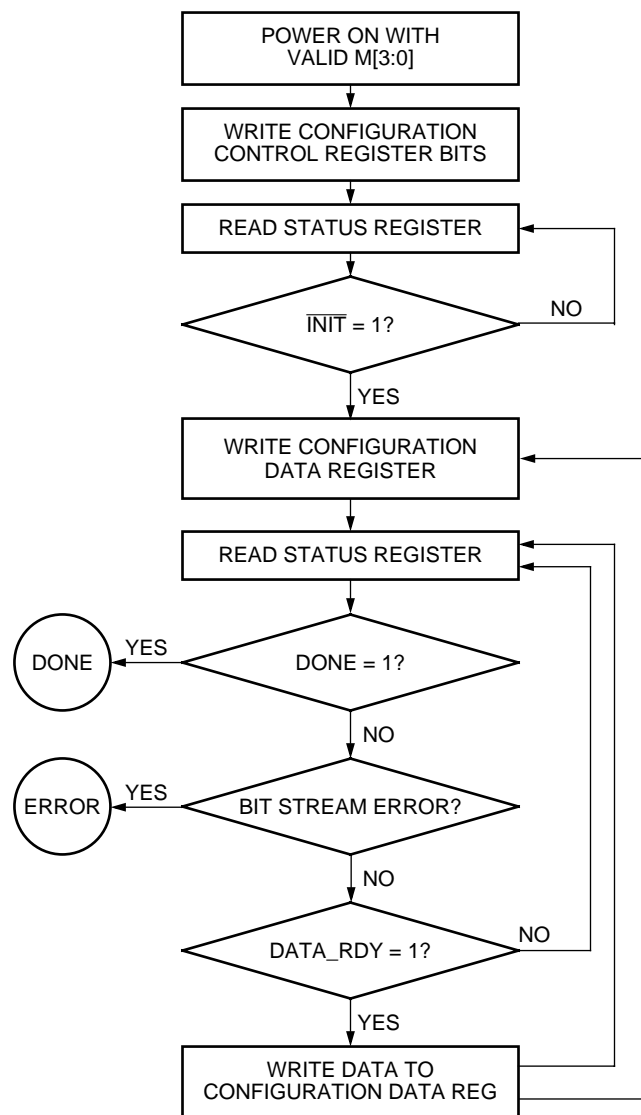 POWER ON WITH
VALID M[3:0]
WRITE CONFIGURATION
CONTROL REGISTER BITS
READ STATUS REGISTER
I̅N̅I̅T̅ = 1?
NO
YES
WRITE CONFIGURATION
DATA REGISTER
READ STATUS REGISTER
YES
DONE
DONE = 1?
NO
YES
ERROR
BIT STREAM ERROR?
NO
DATA_RDY = 1?
NO
YES
WRITE DATA TO
CONFIGURATION DATA REG